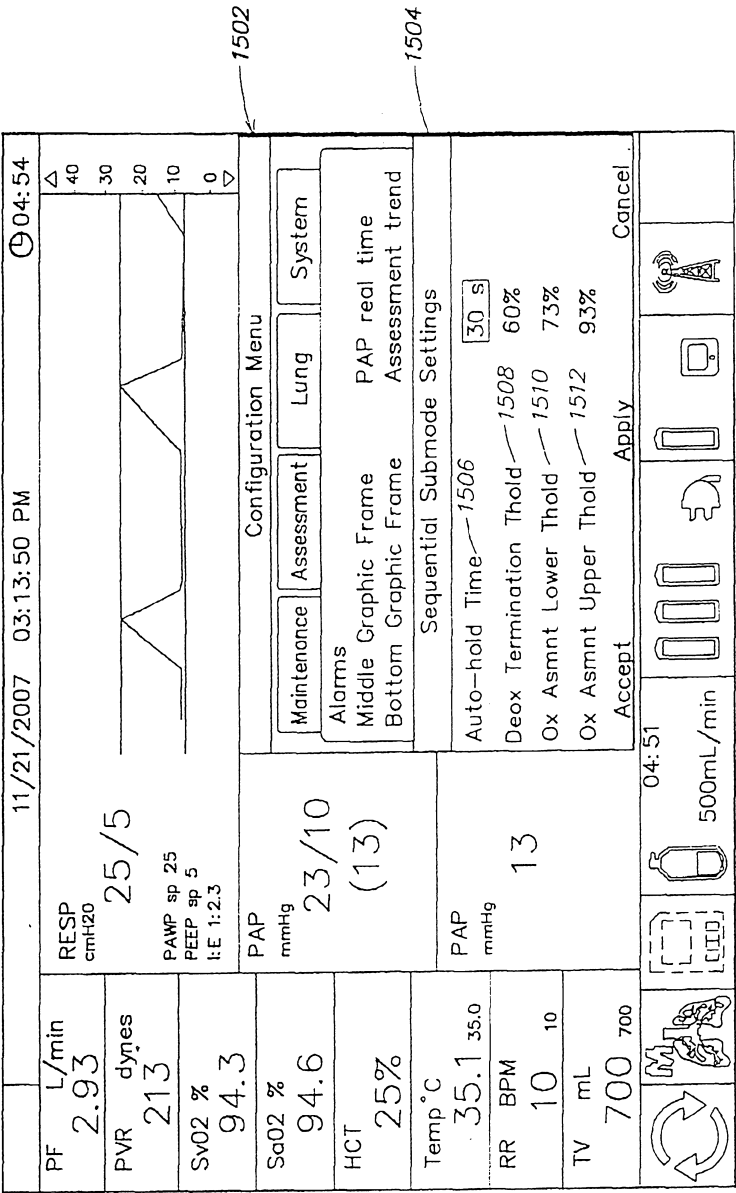 11/21/2007 03:13:50 PM
04:54
PF L/min
2.93
PVR dynes
213
SvO2 %
94.3
SaO2 %
94.6
HCT
25%
Temp °C
35.1 35.0
RR BPM
10 10
TV mL
700 700
RESP
cmH20
25/5
PAWP sp 25
PEEP sp 5
I:E 1:2.3
40
30
20
10
0
PAP
mmHg
23/10
(13)
PAP
mmHg
13
Configuration Menu
Maintenance Assessment Lung System
Alarms
Middle Graphic Frame PAP real time
Bottom Graphic Frame Assessment trend
Sequential Submode Settings
Auto-hold Time 1506 30 s
Deox Termination Thold 1508 60%
Ox Asmnt Lower Thold 1510 73%
Ox Asmnt Upper Thold 1512 93%
Accept Apply Cancel
M
04:51
500mL/min
1502
1504